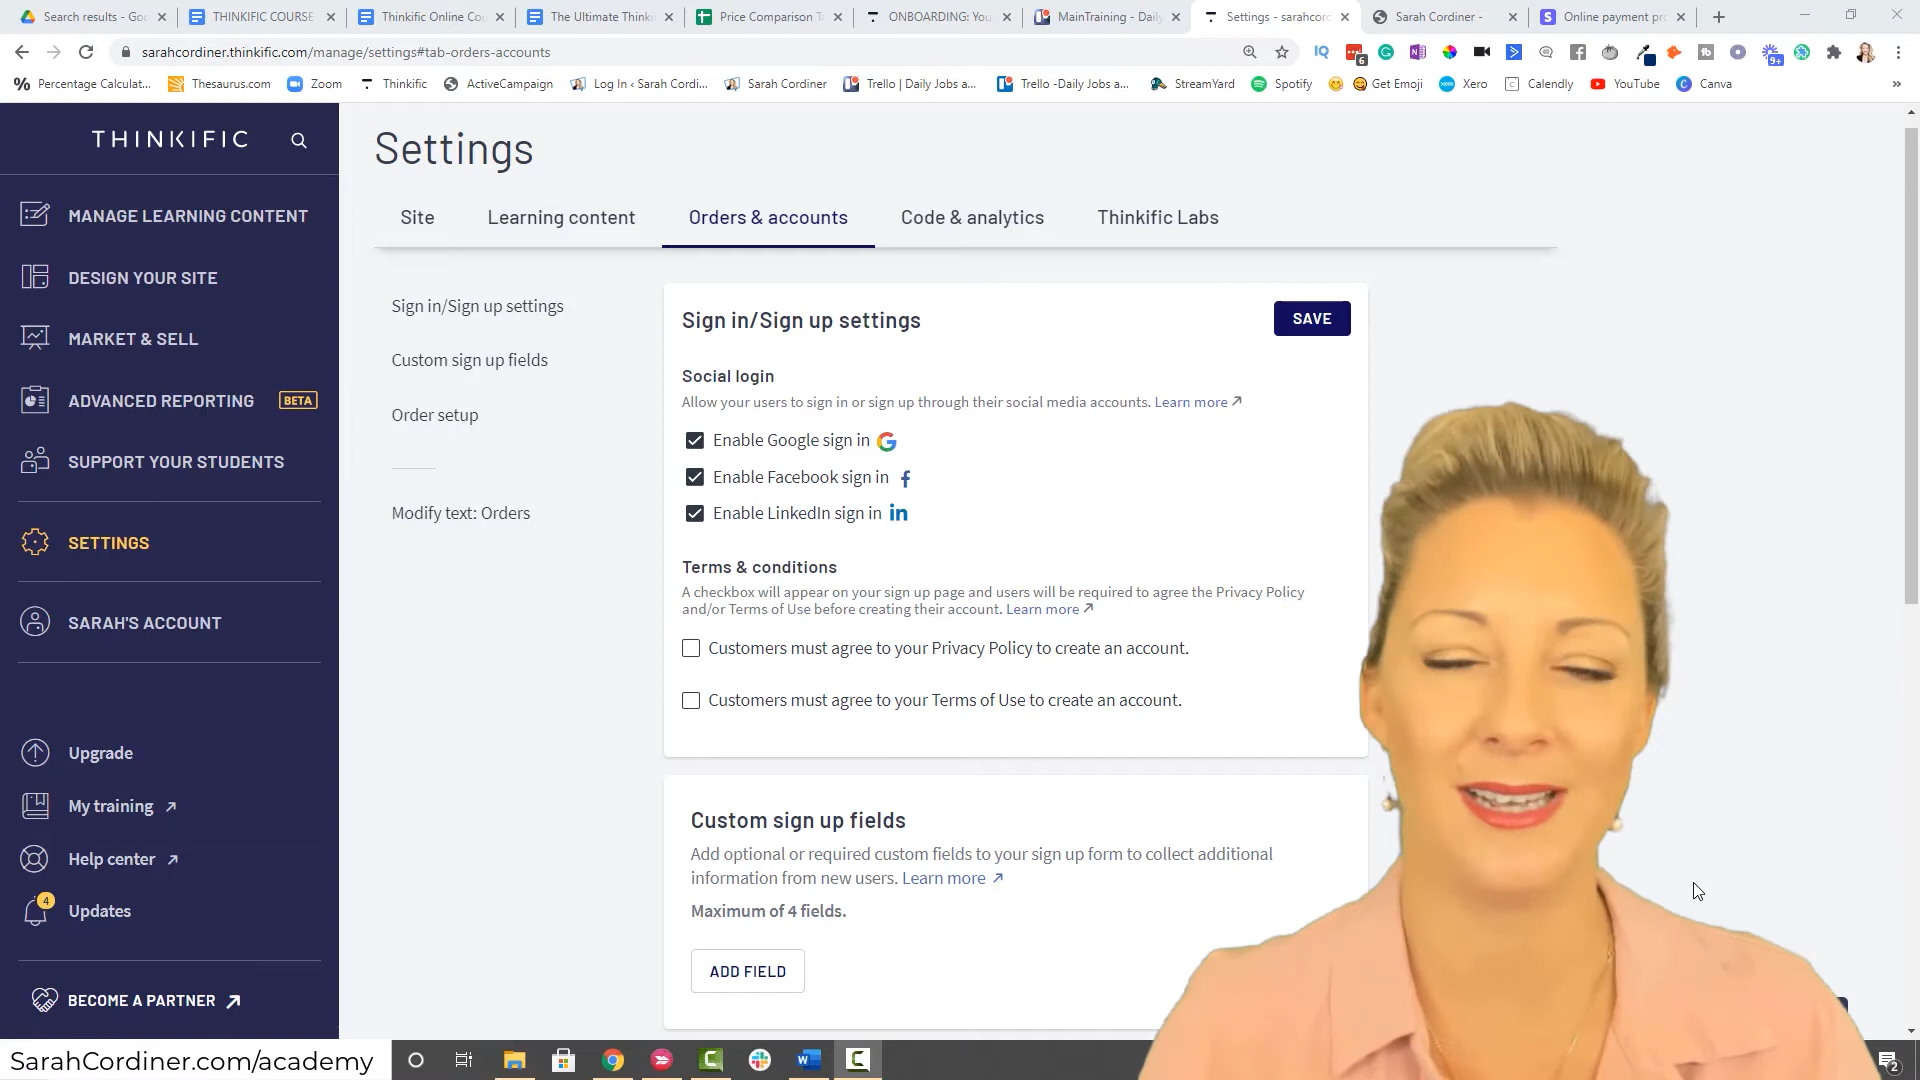 Search results - Goo
THINKIFIC COURSE
Thinkific Online Cou
The Ultimate Thinki
Price Comparison T
ONBOARDING: You
MainTraining - Daily
Settings - sarahcorc
Sarah Cordiner -
Online payment pro
sarahcordiner.thinkific.com/manage/settings#tab-orders-accounts
6
9+
Percentage Calculat...
Thesaurus.com
Zoom
Thinkific
ActiveCampaign
Log In ‹ Sarah Cordi...
Sarah Cordiner
Trello | Daily Jobs a...
Trello -Daily Jobs a...
StreamYard
Spotify
Get Emoji
Xero
Calendly
YouTube
Canva
»
THINKIFIC
MANAGE LEARNING CONTENT
DESIGN YOUR SITE
MARKET & SELL
ADVANCED REPORTING BETA
SUPPORT YOUR STUDENTS
SETTINGS
SARAH'S ACCOUNT
Upgrade
My training
Help center
4
Updates
BECOME A PARTNER
Settings
Site
Learning content
Orders & accounts
Code & analytics
Thinkific Labs
Sign in/Sign up settings
Custom sign up fields
Order setup
Modify text: Orders
Sign in/Sign up settings
SAVE
Social login
Allow your users to sign in or sign up through their social media accounts. Learn more
Enable Google sign in
Enable Facebook sign in
Enable LinkedIn sign in
Terms & conditions
A checkbox will appear on your sign up page and users will be required to agree the Privacy Policy
and/or Terms of Use before creating their account. Learn more
Customers must agree to your Privacy Policy to create an account.
Customers must agree to your Terms of Use to create an account.
Custom sign up fields
Add optional or required custom fields to your sign up form to collect additional
information from new users. Learn more
Maximum of 4 fields.
ADD FIELD
SarahCordiner.com/academy
2